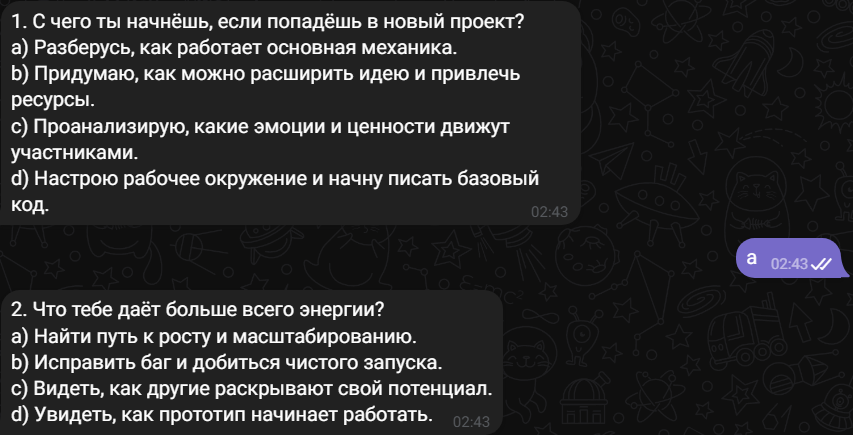 1. С чего ты начнёшь, если попадёшь в новый проект?
a) Разберусь, как работает основная механика.
b) Придумаю, как можно расширить идею и привлечь
ресурсы.
c) Проанализирую, какие эмоции и ценности движут
участниками.
d) Настрою рабочее окружение и начну писать базовый
код.
02:43
a 02:43
2. Что тебе даёт больше всего энергии?
a) Найти путь к росту и масштабированию.
b) Исправить баг и добиться чистого запуска.
c) Видеть, как другие раскрывают свой потенциал.
d) Увидеть, как прототип начинает работать. 02:43